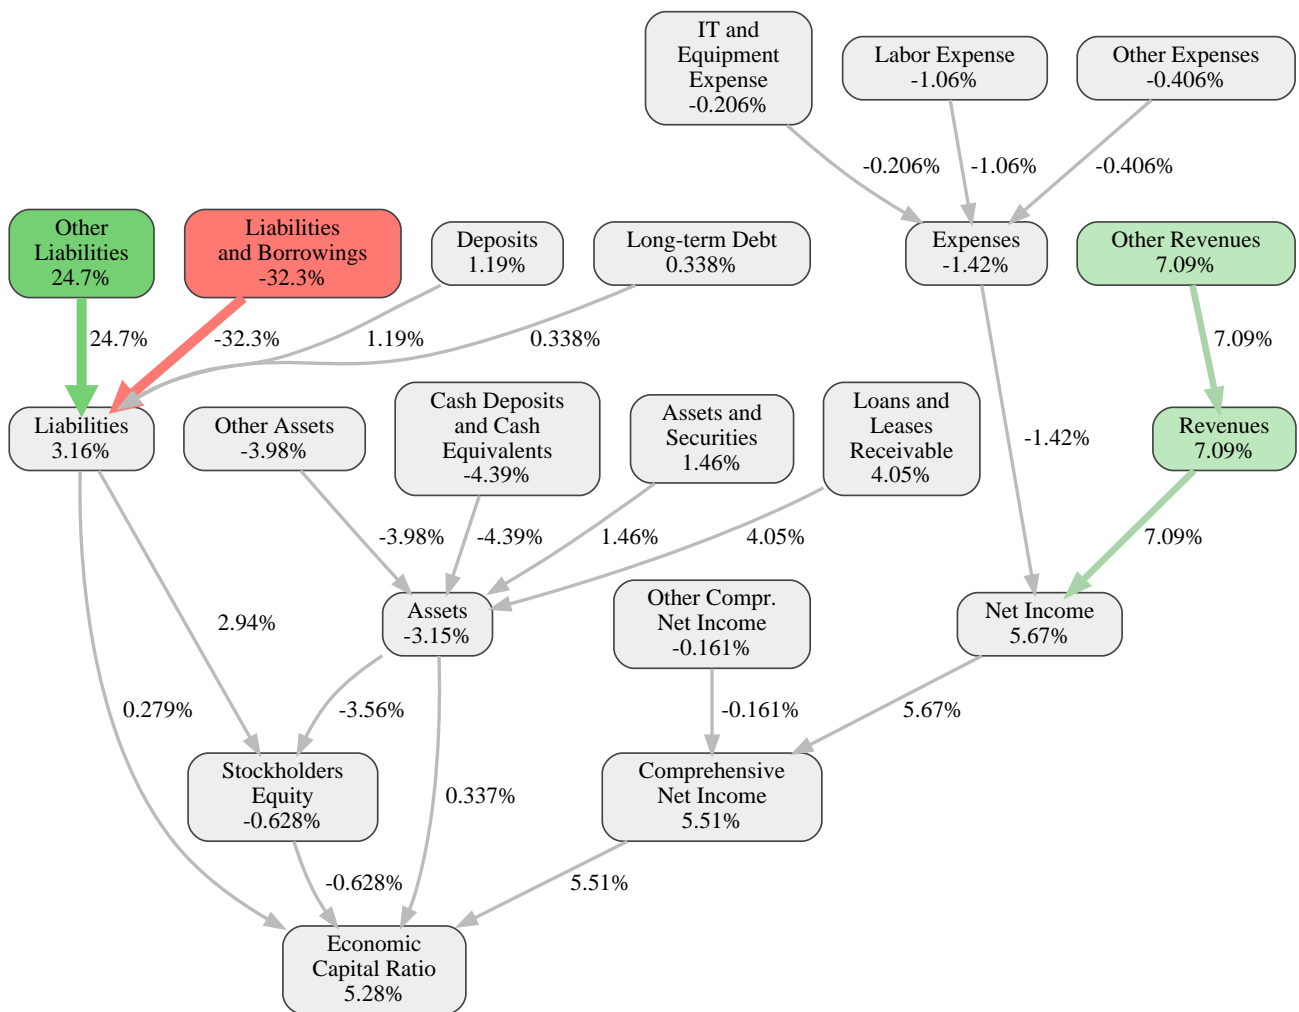 IT and
Equipment
Expense
-0.206%
Labor Expense
-1.06%
Other Expenses
-0.406%
-0.206%
-1.06%
-0.406%
Other
Liabilities
24.7%
Liabilities
and Borrowings
-32.3%
Deposits
1.19%
Long-term Debt
0.338%
Expenses
-1.42%
Other Revenues
7.09%
24.7%
-32.3%
1.19%
0.338%
7.09%
Liabilities
3.16%
Other Assets
-3.98%
Cash Deposits
and Cash
Equivalents
-4.39%
Assets and
Securities
1.46%
Loans and
Leases
Receivable
4.05%
-1.42%
Revenues
7.09%
-3.98%
-4.39%
1.46%
4.05%
7.09%
2.94%
Assets
-3.15%
Other Compr.
Net Income
-0.161%
Net Income
5.67%
0.279%
-3.56%
-0.161%
5.67%
Stockholders
Equity
-0.628%
0.337%
Comprehensive
Net Income
5.51%
-0.628%
5.51%
Economic
Capital Ratio
5.28%